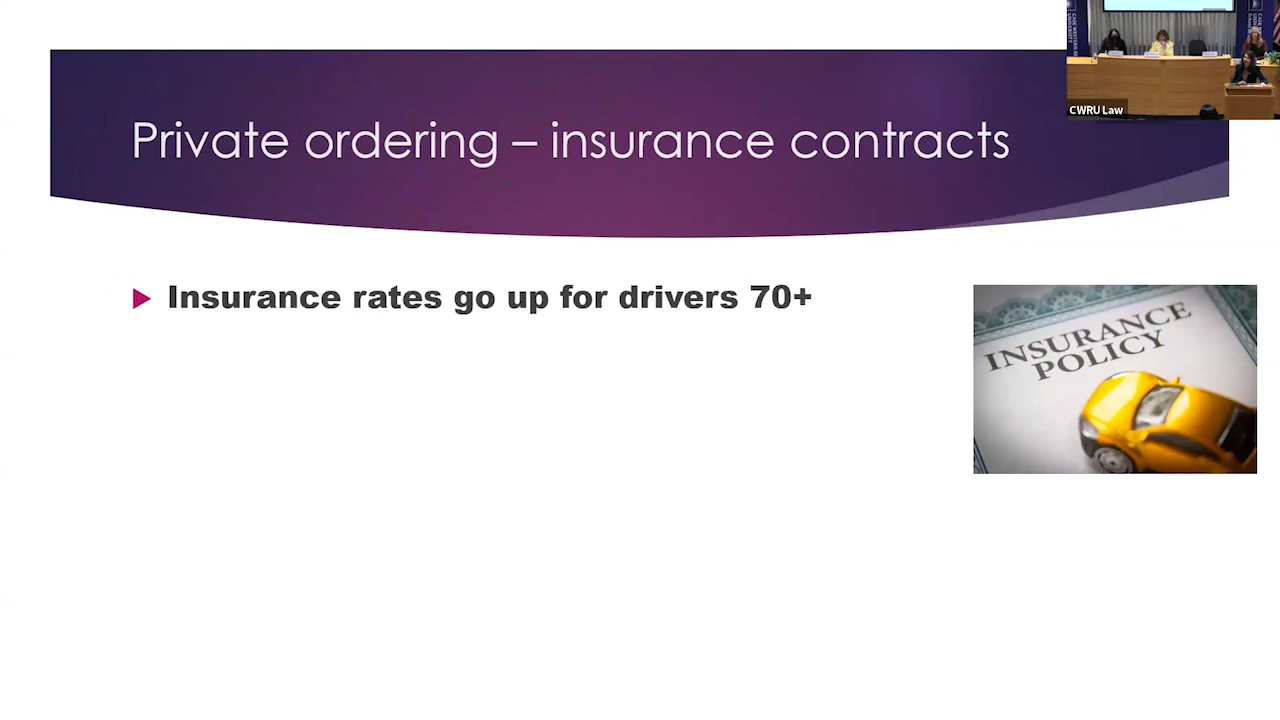 Private ordering – insurance contracts
CWRU Law
Insurance rates go up for drivers 70+
INSURANCE
POLICY